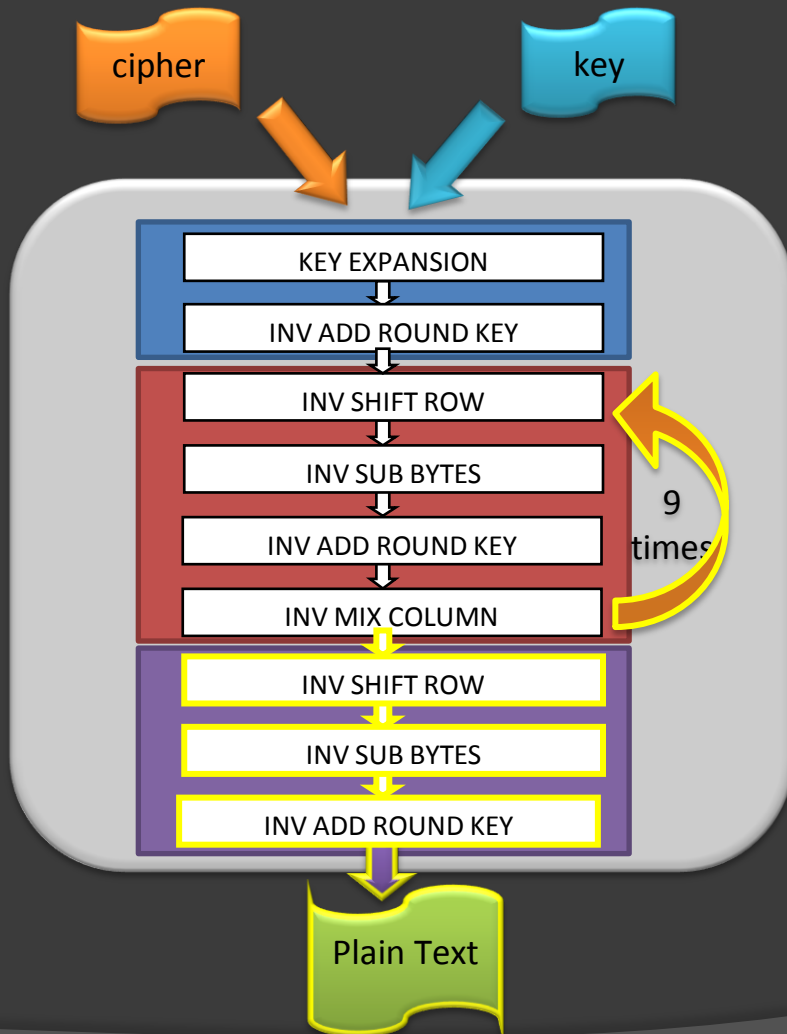 cipher
key
KEY EXPANSION
INV ADD ROUND KEY
INV SHIFT ROW
INV SUB BYTES
INV ADD ROUND KEY
INV MIX COLUMN
9
times
INV SHIFT ROW
INV SUB BYTES
INV ADD ROUND KEY
Plain Text